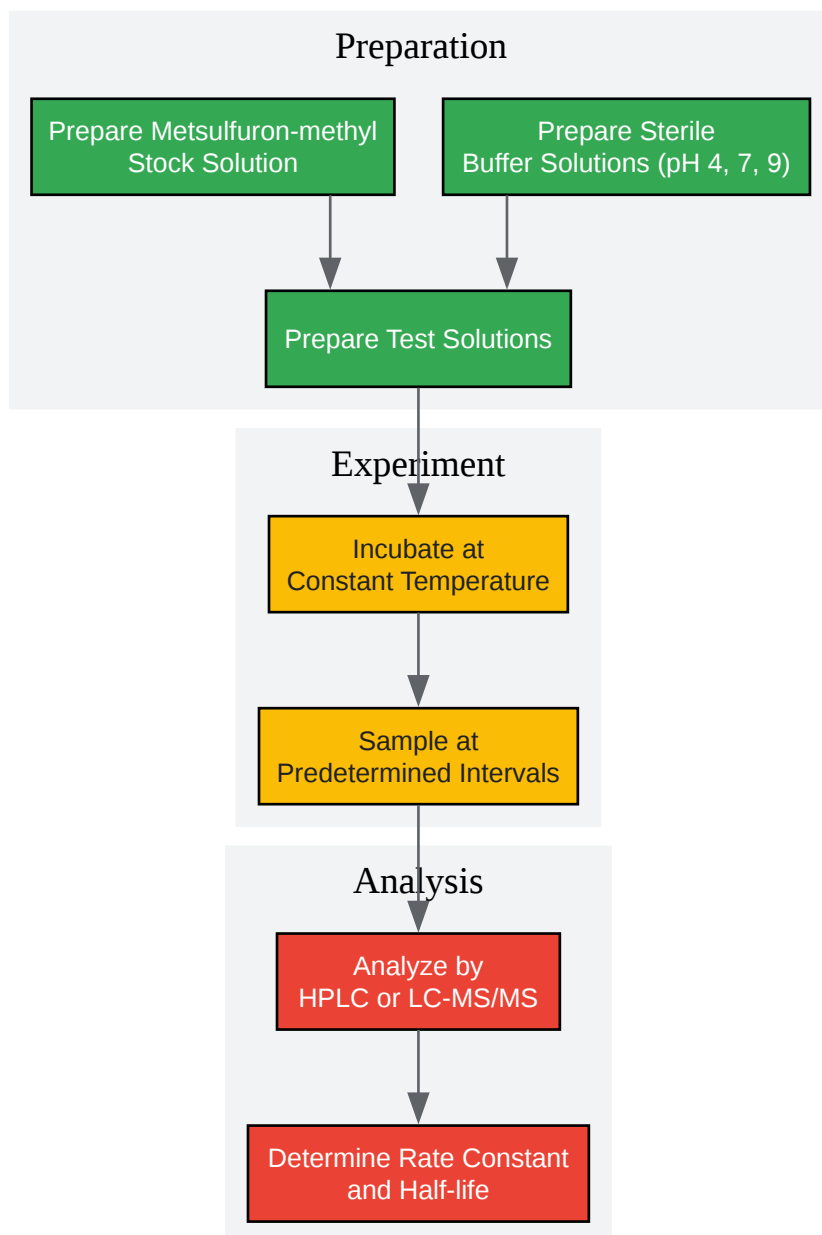 Preparation
Prepare Metsulfuron-methyl
Stock Solution
Prepare Sterile
Buffer Solutions (pH 4, 7, 9)
Prepare Test Solutions
Experiment
Incubate at
Constant Temperature
Sample at
Predetermined Intervals
Analysis
Analyze by
HPLC or LC-MS/MS
Determine Rate Constant
and Half-life